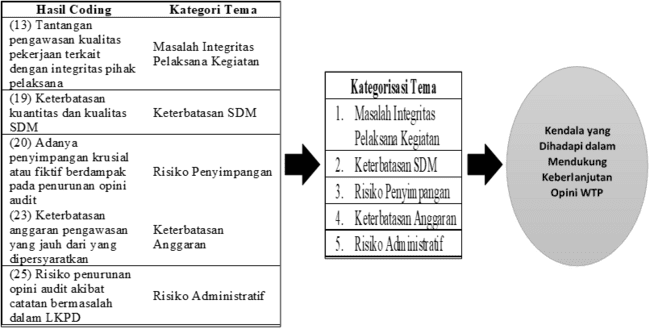 Hasil Coding
Kategori Tema
(13) Tantangan
pengawasan kualitas
pekerjaan terkait
dengan integritas pihak
pelaksana
Masalah Integritas
Pelaksana Kegiatan
(19) Keterbatasan
kuantitas dan kualitas
SDM
Keterbatasan SDM
(20) Adanya
penyimpangan krusial
atau fiktif berdampak
pada penurunan opini
audit
Risiko Penyimpangan
(23) Keterbatasan
anggaran pengawasan
yang jauh dari yang
dipersyaratkan
Keterbatasan
Anggaran
(25) Risiko penurunan
opini audit akibat
catatan bermasalah
dalam LKPD
Risiko Administratif
Kategorisasi Tema
1. Masalah Integritas
Pelaksana Kegiatan
2. Keterbatasan SDM
3. Risiko Penyimpangan
4. Keterbatasan Anggaran
5. Risiko Administratif
Kendala yang
Dihadapi dalam
Mendukung
Keberlanjutan
Opini WTP